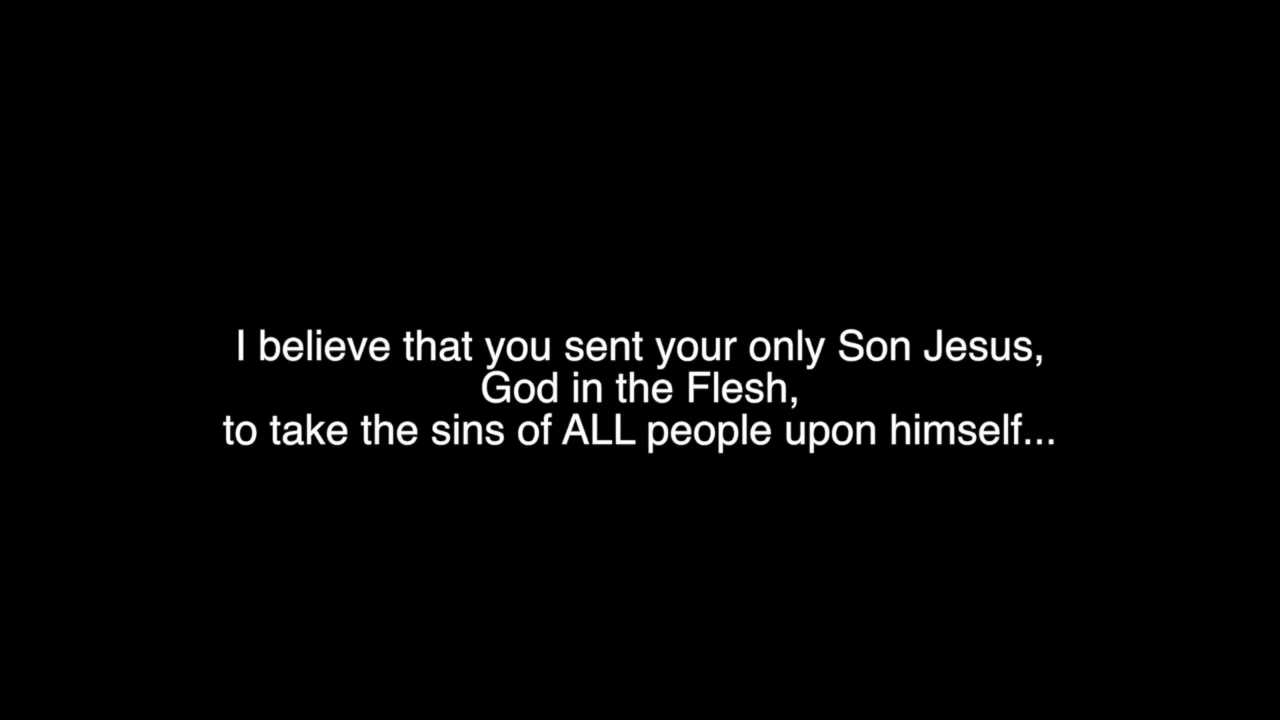 I believe that you sent your only Son Jesus,
God in the Flesh,
to take the sins of ALL people upon himself...